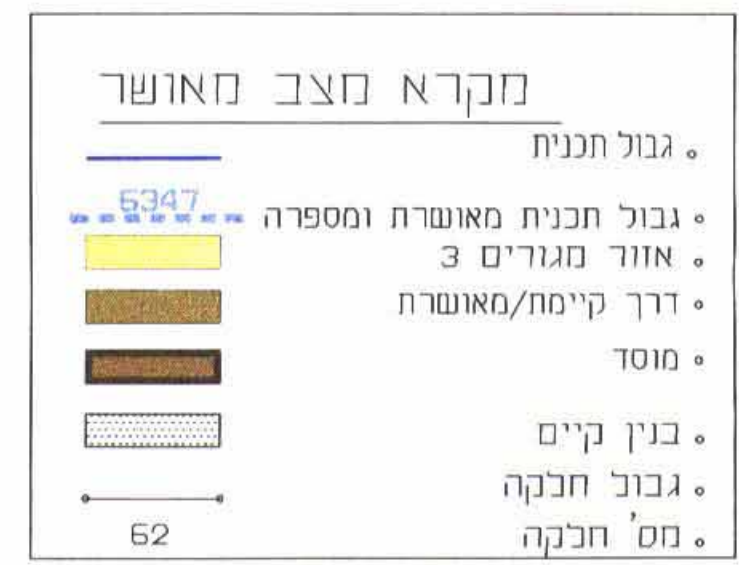 מקרא מצב מאושר
גבול תכנית
6347
גבול תכנית מאושרת ומספרה
אזור מגורים 3
דרך קיימת/מאושרת
מוסד
בנין קיים
גבול חלקה
מס' חלקה
62